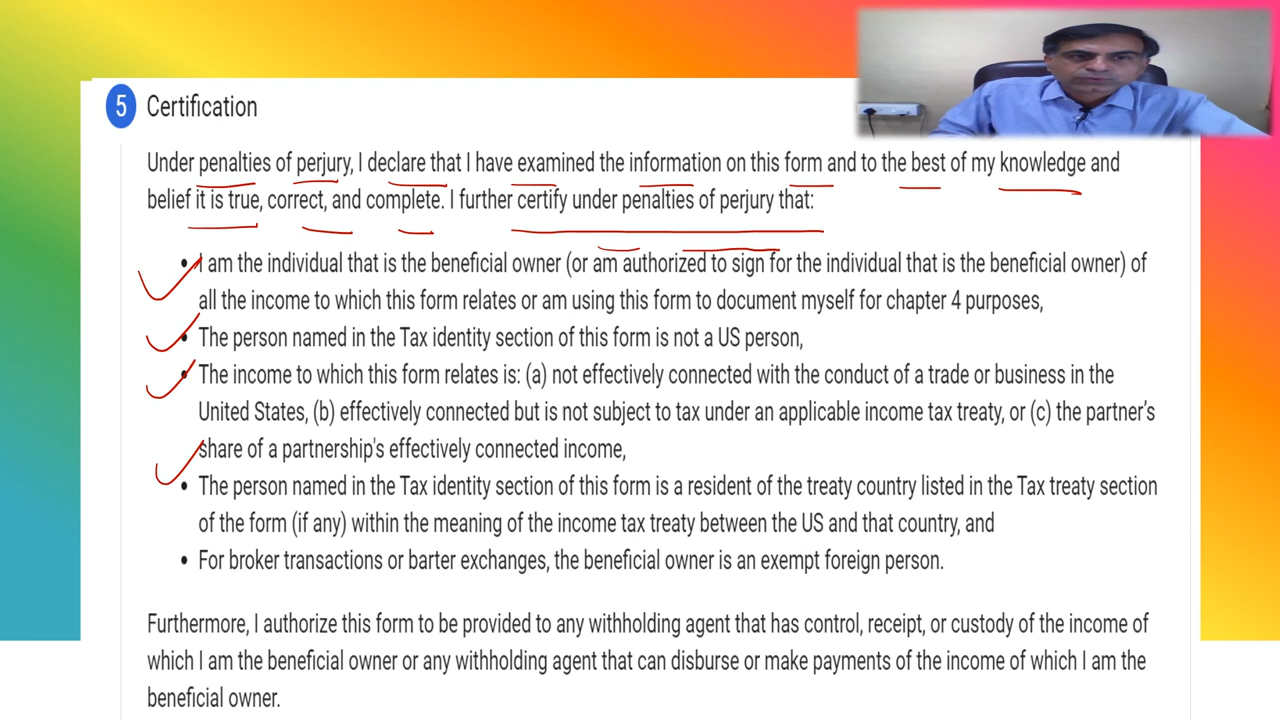 5 Certification
Under penalties of perjury, I declare that I have examined the information on this form and to the best of my knowledge and
belief it is true, correct, and complete. I further certify under penalties of perjury that:
• I am the individual that is the beneficial owner (or am authorized to sign for the individual that is the beneficial owner) of
all the income to which this form relates or am using this form to document myself for chapter 4 purposes,
• The person named in the Tax identity section of this form is not a US person,
• The income to which this form relates is: (a) not effectively connected with the conduct of a trade or business in the
United States, (b) effectively connected but is not subject to tax under an applicable income tax treaty, or (c) the partner's
share of a partnership's effectively connected income,
• The person named in the Tax identity section of this form is a resident of the treaty country listed in the Tax treaty section
of the form (if any) within the meaning of the income tax treaty between the US and that country, and
• For broker transactions or barter exchanges, the beneficial owner is an exempt foreign person.
Furthermore, I authorize this form to be provided to any withholding agent that has control, receipt, or custody of the income of
which I am the beneficial owner or any withholding agent that can disburse or make payments of the income of which I am the
beneficial owner.